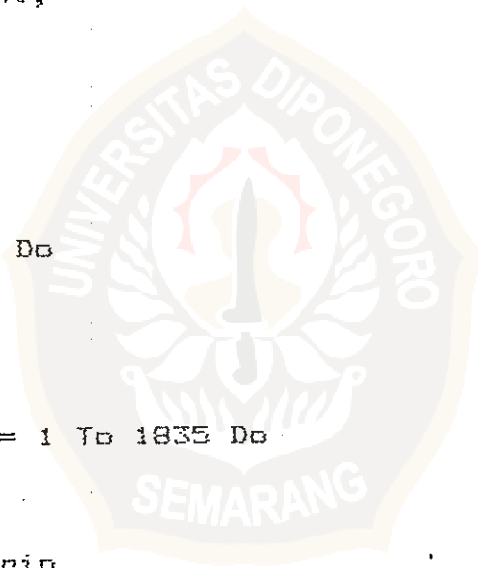 UNIVERSITAS DIPONEGORO
Do
= 1 To 1835 Do
SEMARANG